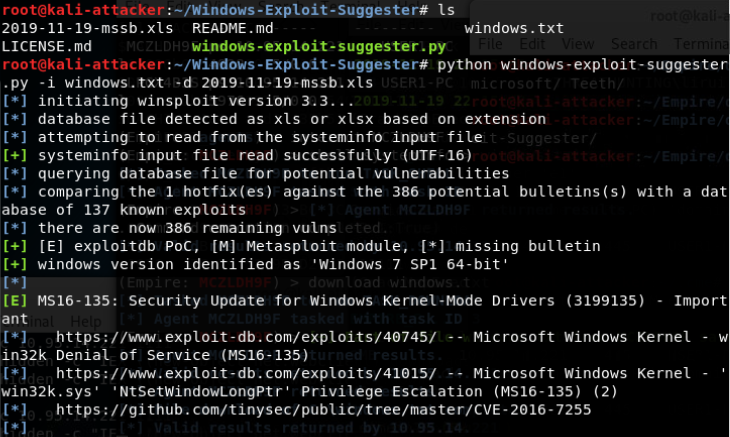 root@kali-attacker:~/Windows-Exploit-Suggester# ls
2019-11-19-mssb.xls README.md windows.txt
LICENSE.md windows-exploit-suggester.py
root@kali-attacker:~/Windows-Exploit-Suggester# python windows-exploit-suggester
.py -i windows.txt -d 2019-11-19-mssb.xls
[*] initiating winsploit version 3.3...
[*] database file detected as xls or xlsx based on extension
[*] attempting to read from the systeminfo input file
[+] systeminfo input file read successfully (UTF-16)
[*] querying database file for potential vulnerabilities
[*] comparing the 1 hotfix(es) against the 386 potential bulletins(s) with a dat
abase of 137 known exploits
[*] there are now 386 remaining vulns
[+] [E] exploitdb PoC, [M] Metasploit module, [*] missing bulletin
[+] windows version identified as 'Windows 7 SP1 64-bit'
[*]
[E] MS16-135: Security Update for Windows Kernel-Mode Drivers (3199135) - Import
ant
[*] https://www.exploit-db.com/exploits/40745/ -- Microsoft Windows Kernel - w
in32k Denial of Service (MS16-135)
[*] https://www.exploit-db.com/exploits/41015/ -- Microsoft Windows Kernel - '
win32k.sys' 'NtSetWindowLongPtr' Privilege Escalation (MS16-135) (2)
[*] https://github.com/tinysec/public/tree/master/CVE-2016-7255
[*]